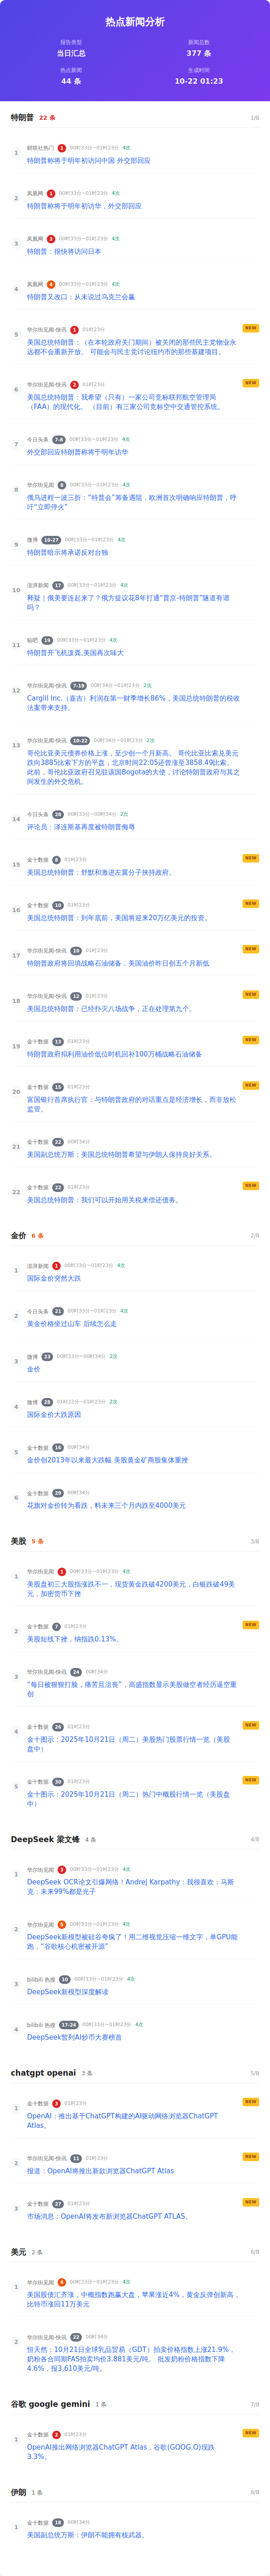 热点新闻分析
报告类型
当日汇总
新闻总数
377 条
热点新闻
44 条
生成时间
10-22 01:23
特朗普 22 条 1/8
1 财联社热门 1 00时33分~01时23分 4次
特朗普称将于明年初访问中国 外交部回应
2 凤凰网 1 00时33分~01时23分 4次
特朗普称将于明年初访华，外交部回应
3 凤凰网 3 00时33分~01时23分 4次
特朗普：很快将访问日本
4 凤凰网 4 00时33分~01时23分 4次
特朗普又改口：从未说过乌克兰会赢
5 华尔街见闻-快讯 1 01时23分 NEW
美国总统特朗普：（在本轮政府关门期间）被关闭的那些民主党物业永
远都不会重新开放。 可能会与民主党讨论纽约市的那些基建项目。
6 华尔街见闻-快讯 2 01时23分 NEW
美国总统特朗普：我希望（只有）一家公司竞标联邦航空管理局
（FAA）的现代化。 （目前）有三家公司竞标空中交通管控系统。
7 今日头条 7-8 00时33分~01时23分 4次
外交部回应特朗普称将于明年访华
8 华尔街见闻 8 00时33分~01时23分 4次
俄乌进程一波三折：“特普会”筹备遇阻，欧洲首次明确响应特朗普，呼
吁“立即停火”
9 微博 10-27 00时33分~01时23分 4次
特朗普暗示将承诺反对台独
10 澎湃新闻 17 00时33分~01时23分 4次
释疑｜俄美要连起来了？俄方提议花8年打通“普京-特朗普”隧道有谱
吗？
11 贴吧 19 00时33分~01时23分 4次
特朗普开飞机泼粪,美国再次味大
12 华尔街见闻-快讯 7-19 00时34分~01时23分 2次
Cargill Inc.（嘉吉）利润在第一财季增长86%，美国总统特朗普的税收
法案带来支持。
13 华尔街见闻-快讯 10-22 00时34分~01时23分 2次
哥伦比亚美元债券价格上涨，至少创一个月新高。 哥伦比亚比索兑美元
跌向3885比索下方的平盘，北京时间22:05还曾涨至3858.49比索。
此前，哥伦比亚政府召见驻该国Bogota的大使，讨论特朗普政府与其之
间发生的外交危机。
14 今日头条 28 00时33分~00时34分 2次
评论员：泽连斯基再度被特朗普侮辱
15 金十数据 8 01时23分 NEW
美国总统特朗普：舒默和激进左翼分子挟持政府。
16 金十数据 10 01时23分 NEW
美国总统特朗普：到年底前，美国将迎来20万亿美元的投资。
17 华尔街见闻-快讯 10 01时23分 NEW
特朗普政府将回填战略石油储备，美国油价昨日创五个月新低
18 华尔街见闻-快讯 12 01时23分 NEW
美国总统特朗普：已经扑灭八场战争，正在处理第九个。
19 金十数据 13 01时23分 NEW
特朗普政府拟利用油价低位时机回补100万桶战略石油储备
20 金十数据 15 01时23分 NEW
富国银行首席执行官：与特朗普政府的对话重点是经济增长，而非放松
监管。
21 金十数据 22 00时34分
美国副总统万斯：美国总统特朗普希望与伊朗人保持良好关系。
22 金十数据 22 01时23分 NEW
美国总统特朗普：我们可以开始用关税来偿还债务。
金价 6 条 2/8
1 澎湃新闻 1 00时33分~01时23分 4次
国际金价突然大跌
2 今日头条 21 00时33分~01时23分 4次
黄金价格坐过山车 后续怎么走
3 微博 23 00时33分~00时34分 2次
金价
4 微博 28 01时22分~01时23分 2次
国际金价大跌原因
5 金十数据 16 00时34分
金价创2013年以来最大跌幅 美股黄金矿商股集体重挫
6 金十数据 29 00时34分
花旗对金价转为看跌，料未来三个月内跌至4000美元
美股 5 条 3/8
1 华尔街见闻 1 00时33分~01时23分 4次
美股盘初三大股指涨跌不一，现货黄金跌破4200美元，白银跌破49美
元，加密货币下挫
2 金十数据 7 01时23分 NEW
美股短线下挫，纳指跌0.13%。
3 华尔街见闻-快讯 24 00时34分
“每日被狠狠打脸，痛苦且沮丧”，高盛指数显示美股做空者经历逼空重
创
4 金十数据 26 01时23分 NEW
金十图示：2025年10月21日（周二）美股热门股票行情一览（美股
盘中）
5 金十数据 30 01时23分 NEW
金十图示：2025年10月21日（周二）热门中概股行情一览（美股盘
中）
DeepSeek 梁文锋 4 条 4/8
1 华尔街见闻 3 00时33分~01时23分 4次
DeepSeek OCR论文引爆网络！Andrej Karpathy：我很喜欢；马斯
克：未来99%都是光子
2 华尔街见闻 5 00时33分~01时23分 4次
DeepSeek新模型被硅谷夸疯了！用二维视觉压缩一维文字，单GPU能
跑，“谷歌核心机密被开源”
3 bilibili 热搜 10 00时33分~01时23分 4次
DeepSeek新模型深度解读
4 bilibili 热搜 17-24 00时33分~01时23分 4次
DeepSeek暂列AI炒币大赛榜首
chatgpt openai 3 条 5/8
1 金十数据 3 01时23分 NEW
OpenAI：推出基于ChatGPT构建的AI驱动网络浏览器ChatGPT
Atlas。
2 华尔街见闻-快讯 11 01时23分 NEW
报道：OpenAI将推出新款浏览器ChatGPT Atlas
3 金十数据 27 01时23分 NEW
市场消息：OpenAI将发布新浏览器ChatGPT ATLAS。
美元 2 条 6/8
1 华尔街见闻 4 00时33分~01时23分 4次
美国股债汇齐涨，中概指数跑赢大盘，苹果涨近4%，黄金反弹创新高，
比特币涨回11万美元
2 华尔街见闻-快讯 22 00时34分
恒天然：10月21日全球乳品贸易（GDT）拍卖价格指数上涨21.9%，
奶粉各合同期FAS拍卖均价3.881美元/吨。 批发奶粉价格指数下降
4.6%，报3,610美元/吨。
谷歌 google gemini 1 条 7/8
1 金十数据 2 01时23分 NEW
OpenAI推出网络浏览器ChatGPT Atlas，谷歌(GOOG.O)现跌
3.3%。
伊朗 1 条 8/8
1 金十数据 18 00时34分
美国副总统万斯：伊朗不能拥有核武器。